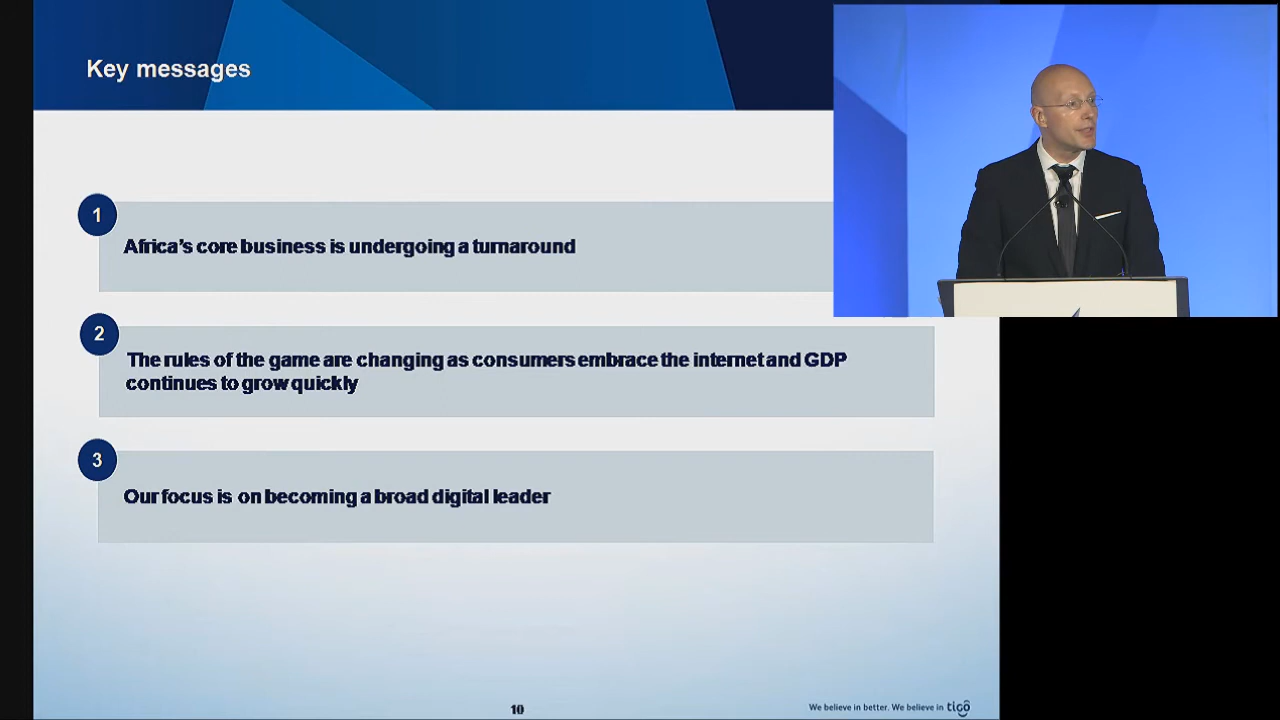 Key messages
1
Africa's core business is undergoing a turnaround
2
The rules of the game are changing as consumers embrace the internet and GDP
continues to grow quickly
3
Our focus is on becoming a broad digital leader
10
We believe in better. We believe in tigo